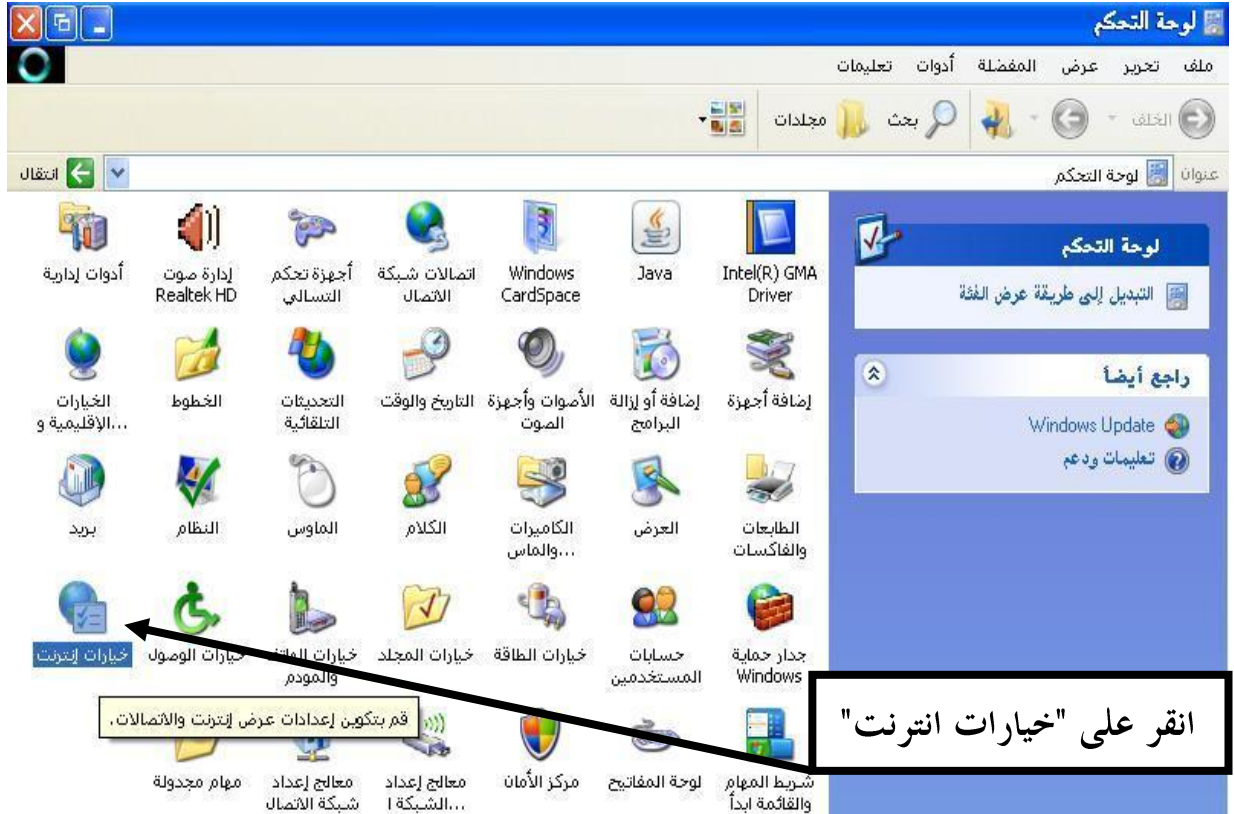 لوحة التحكم
ملف تحرير عرض المفضلة أدوات تعليمات
الخلف بحث مجلدات
عنوان لوحة التحكم انتقال
لوحة التحكم
التبديل إلى طريقة عرض الفئة
راجع أيضاً
Windows Update
تعليمات ودعم
Intel(R) GMA
Driver
Java
Windows
CardSpace
اتصالات شبكة
الاتصال
أجهزة تحكم
التسالي
إدارة صوت
Realtek HD
أدوات إدارية
إضافة أجهزة
إضافة أو إزالة
البرامج
الأصوات وأجهزة
الصوت
التاريخ والوقت
التحديثات
التلقائية
الخطوط
الخيارات
الإقليمية و...
الطابعات
والفاكسات
العرض
الكاميرات
والماس...
الكلام
الماوس
النظام
بريد
جدار حماية
Windows
حسابات
المستخدمين
خيارات الطاقة
خيارات المجلد
خيارات الهاتف
والمودم
خيارات الوصول
خيارات إنترنت
شريط المهام
والقائمة ابدأ
لوحة المفاتيح
مركز الأمان
معالج إعداد
الشبكة ا...
معالج إعداد
شبكة الاتصال
مهام مجدولة
قم بتكوين إعدادات عرض إنترنت والاتصالات.
انقر على "خيارات انترنت"